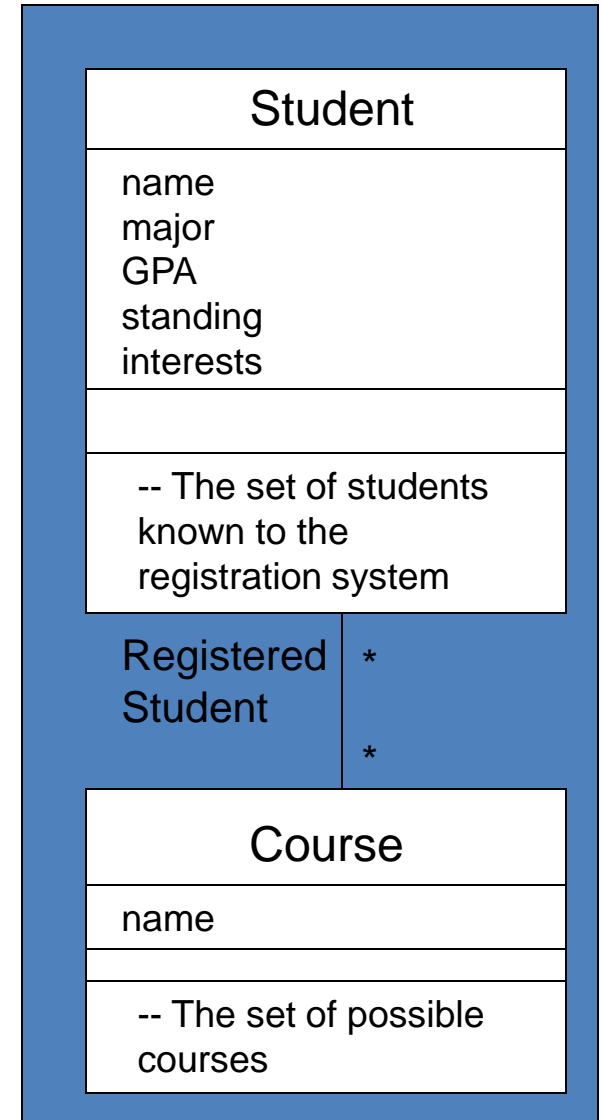 Student
name
major
GPA
standing
interests
-- The set of students
known to the
registration system
Registered
Student
*
*
Course
name
-- The set of possible
courses